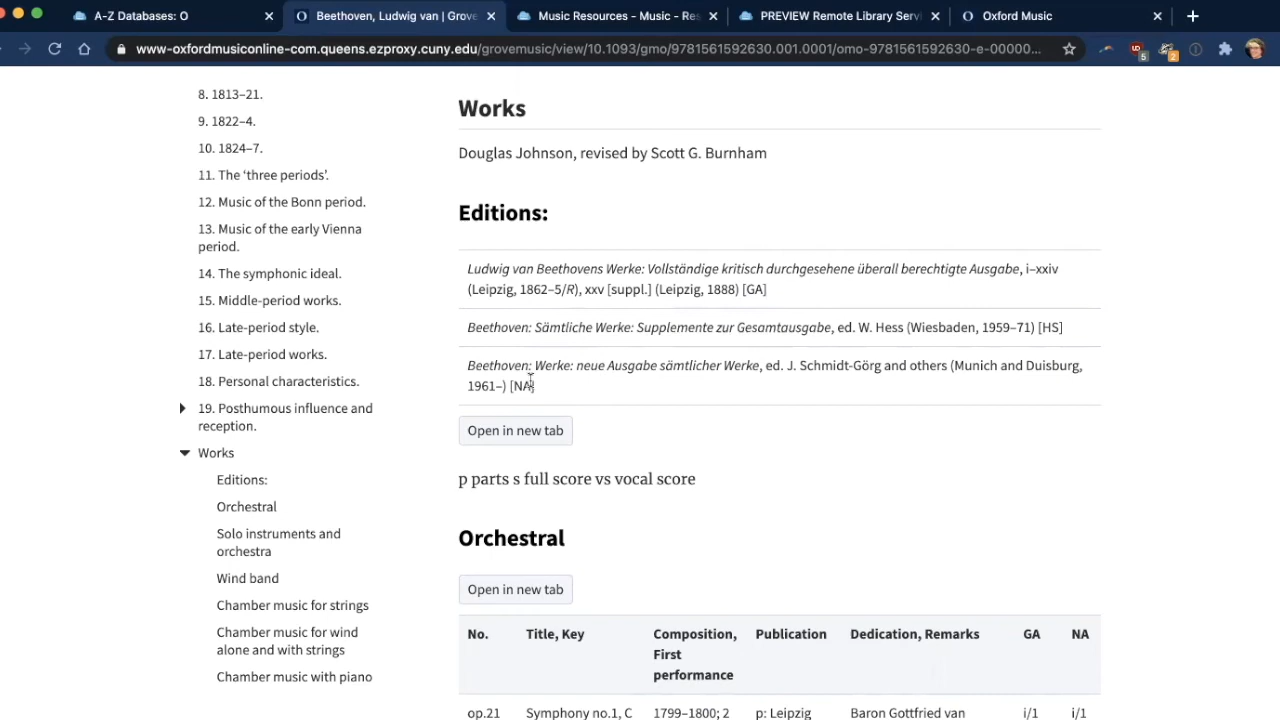 A-Z Databases: O
Beethoven, Ludwig van | Grove
Music Resources - Music - Res
PREVIEW Remote Library Servi
Oxford Music
www-oxfordmusiconline-com.queens.ezproxy.cuny.edu/grovemusic/view/10.1093/gmo/9781561592630.001.0001/omo-9781561592630-e-00000...
5
2
8. 1813–21.
9. 1822–4.
10. 1824–7.
11. The ‘three periods’.
12. Music of the Bonn period.
13. Music of the early Vienna
period.
14. The symphonic ideal.
15. Middle-period works.
16. Late-period style.
17. Late-period works.
18. Personal characteristics.
19. Posthumous influence and
reception.
Works
Editions:
Orchestral
Solo instruments and
orchestra
Wind band
Chamber music for strings
Chamber music for wind
alone and with strings
Chamber music with piano
Works
Douglas Johnson, revised by Scott G. Burnham
Editions:
Ludwig van Beethovens Werke: Vollständige kritisch durchgesehene überall berechtigte Ausgabe, i–xxiv
(Leipzig, 1862–5/R), xxv [suppl.] (Leipzig, 1888) [GA]
Beethoven: Sämtliche Werke: Supplemente zur Gesamtausgabe, ed. W. Hess (Wiesbaden, 1959–71) [HS]
Beethoven: Werke: neue Ausgabe sämtlicher Werke, ed. J. Schmidt-Görg and others (Munich and Duisburg,
1961–) [NA]
Open in new tab
p parts s full score vs vocal score
Orchestral
Open in new tab
No. Title, Key Composition, Publication Dedication, Remarks GA NA
First
performance
op.21 Symphony no.1, C 1799–1800; 2 p: Leipzig Baron Gottfried van i/1 i/1